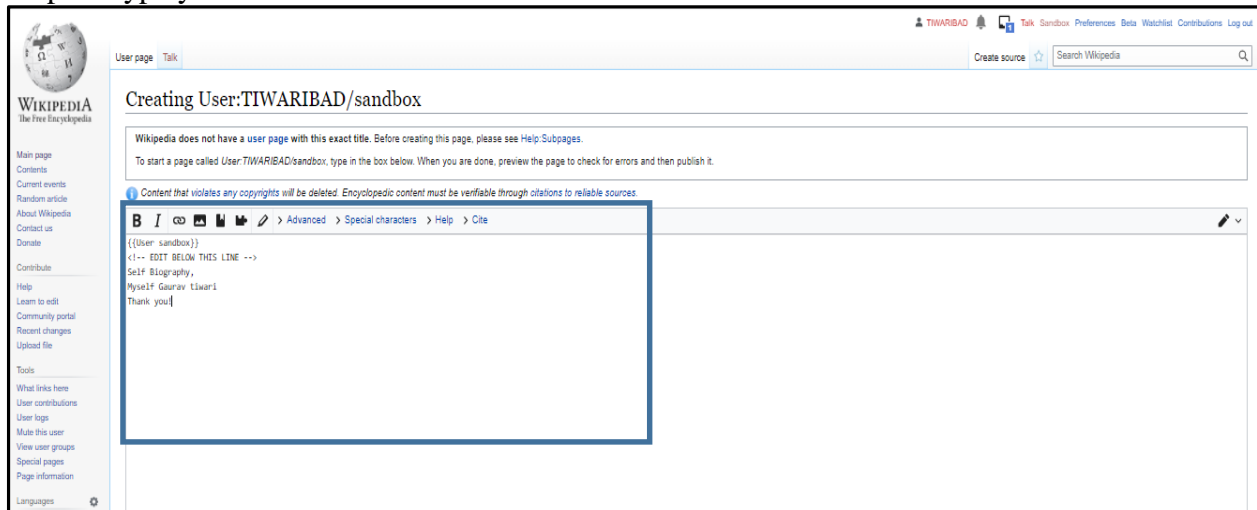 TIWARIBAD 1 Talk Sandbox Preferences Beta Watchlist Contributions Log out
User page Talk Create source Search Wikipedia
WIKIPEDIA
The Free Encyclopedia
Creating User:TIWARIBAD/sandbox
Wikipedia does not have a user page with this exact title. Before creating this page, please see Help:Subpages.
To start a page called User:TIWARIBAD/sandbox, type in the box below. When you are done, preview the page to check for errors and then publish it.
Content that violates any copyrights will be deleted. Encyclopedic content must be verifiable through citations to reliable sources.
B I > Advanced > Special characters > Help > Cite
{{User sandbox}}
<!-- EDIT BELOW THIS LINE -->
Self Biography,
Myself Gaurav tiwari
Thank you!
Main page
Contents
Current events
Random article
About Wikipedia
Contact us
Donate
Contribute
Help
Learn to edit
Community portal
Recent changes
Upload file
Tools
What links here
User contributions
User logs
Mute this user
View user groups
Special pages
Page information
Languages